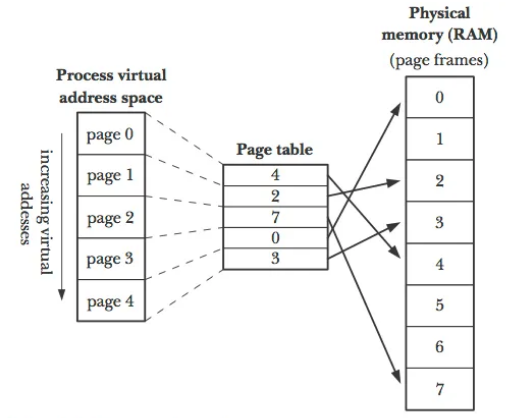 Physical
memory (RAM)
(page frames)
Process virtual
address space
Page table
increasing virtual
addesses
page 0
page 1
page 2
page 3
page 4
4
2
7
0
3
0
1
2
3
4
5
6
7